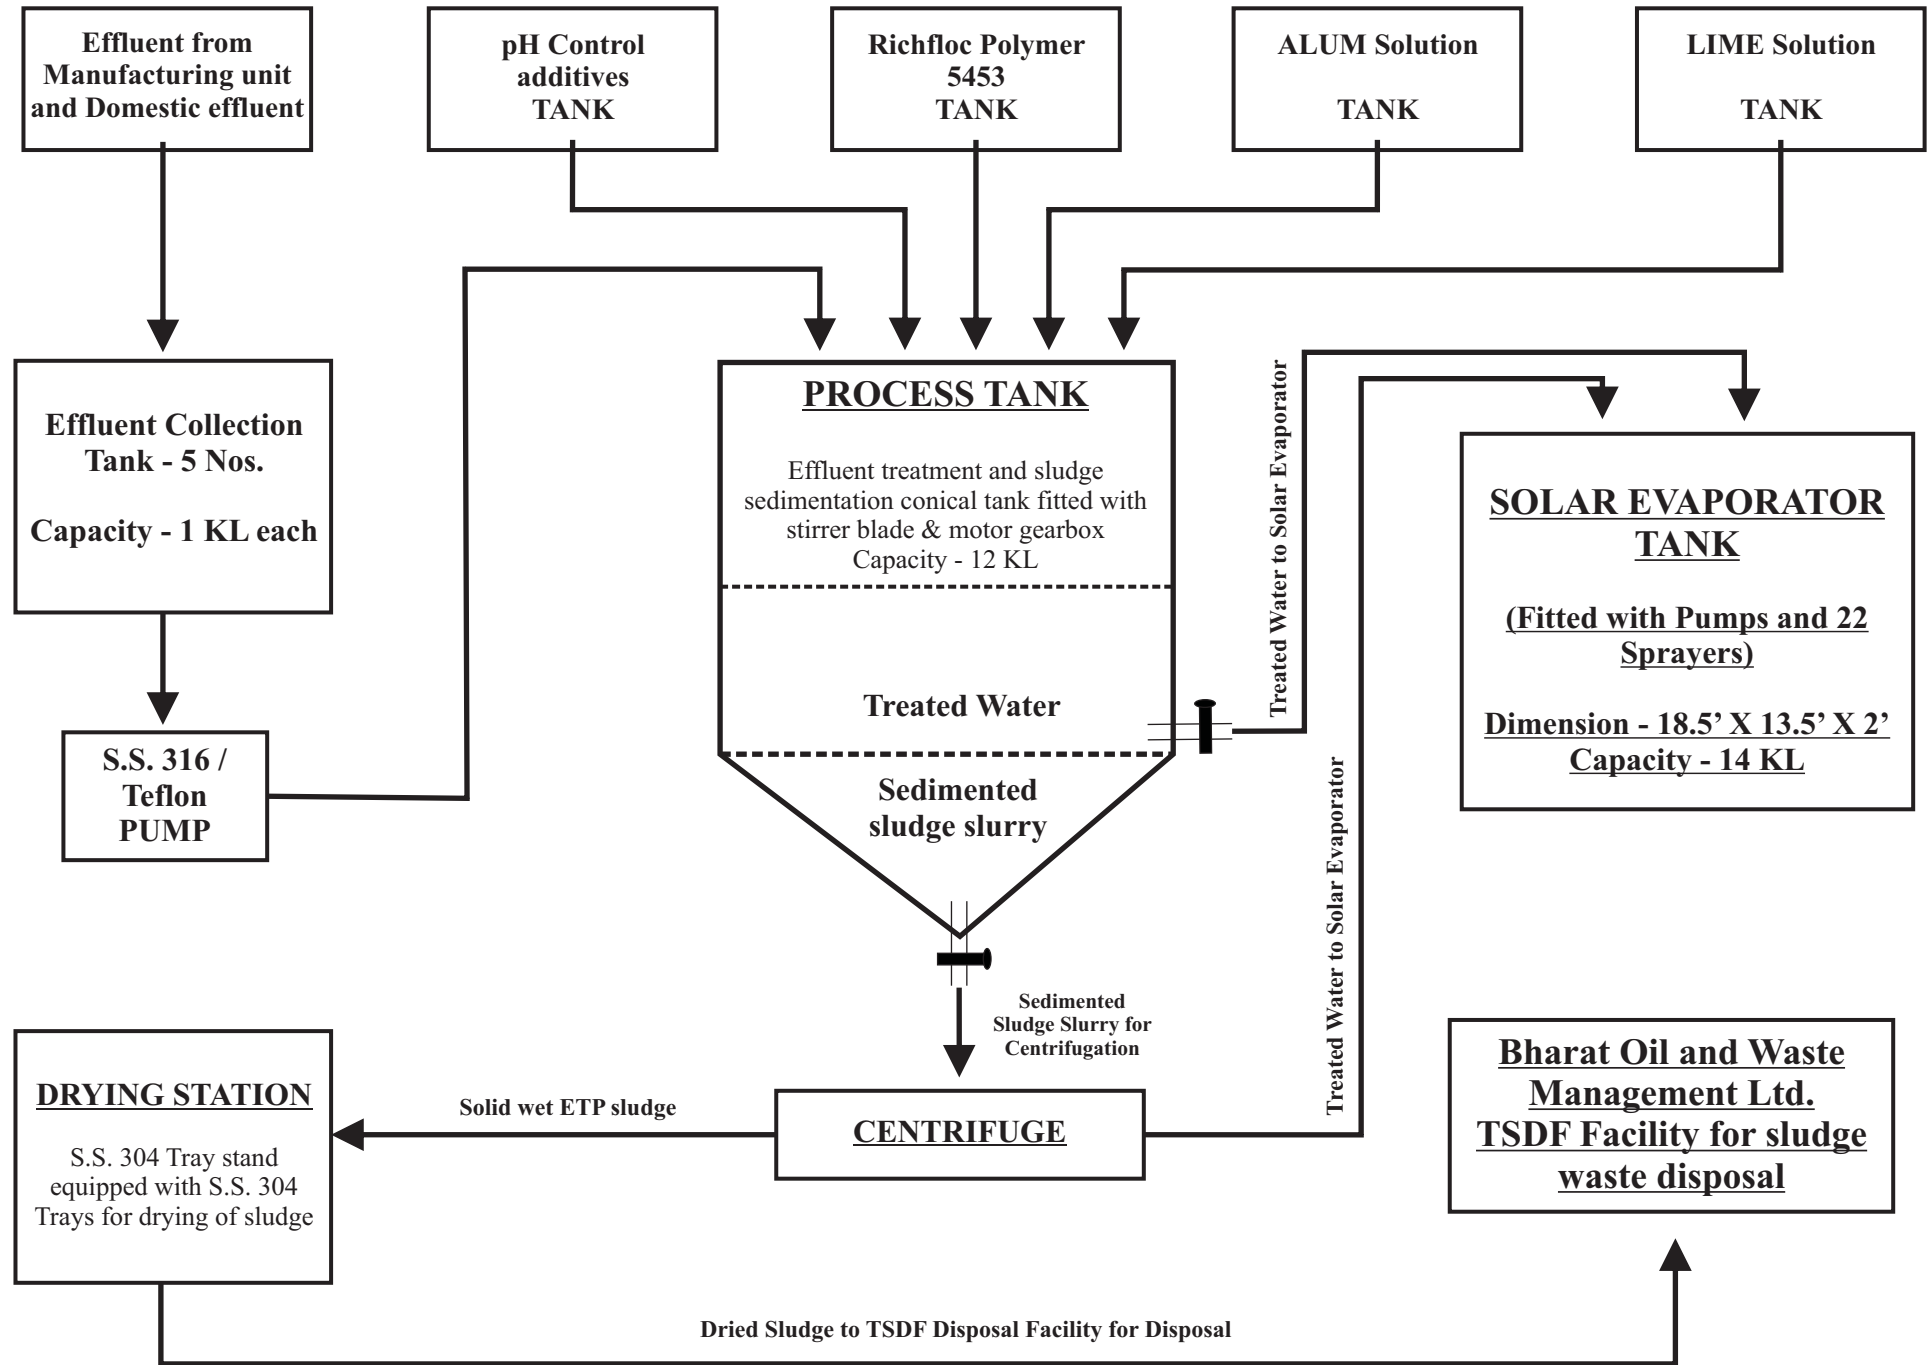 Effluent from
Manufacturing unit
and Domestic effluent
pH Control
additives
TANK
Richfloc Polymer
5453
TANK
ALUM Solution
TANK
LIME Solution
TANK
Effluent Collection
Tank - 5 Nos.
Capacity - 1 KL each
S.S. 316 /
Teflon
PUMP
PROCESS TANK
Effluent treatment and sludge
sedimentation conical tank fitted with
stirrer blade & motor gearbox
Capacity - 12 KL
Treated Water
Sedimented
sludge slurry
Treated Water to Solar Evaporator
Treated Water to Solar Evaporator
SOLAR EVAPORATOR
TANK
(Fitted with Pumps and 22
Sprayers)
Dimension - 18.5’ X 13.5’ X 2’
Capacity - 14 KL
Sedimented
Sludge Slurry for
Centrifugation
DRYING STATION
S.S. 304 Tray stand
equipped with S.S. 304
Trays for drying of sludge
Solid wet ETP sludge
CENTRIFUGE
Bharat Oil and Waste
Management Ltd.
TSDF Facility for sludge
waste disposal
Dried Sludge to TSDF Disposal Facility for Disposal